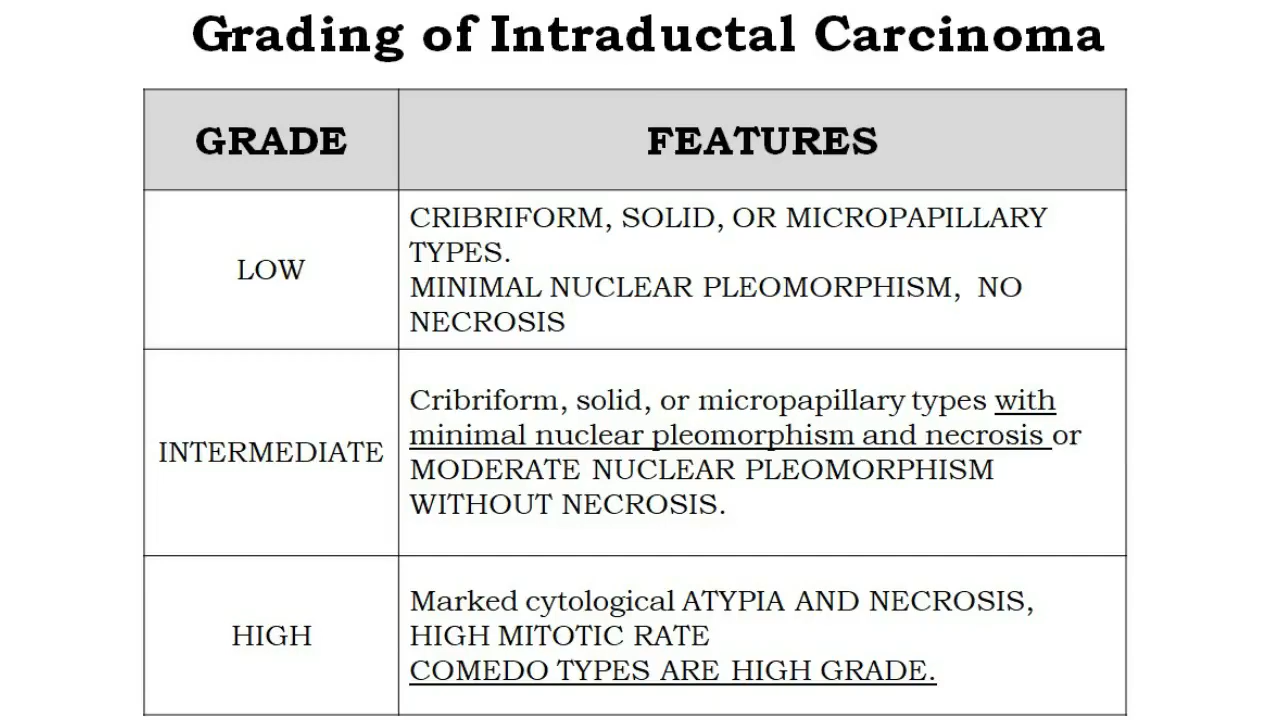 Grading of Intraductal Carcinoma
GRADE
FEATURES
LOW
CRIBRIFORM, SOLID, OR MICROPAPILLARY
TYPES.
MINIMAL NUCLEAR PLEOMORPHISM, NO
NECROSIS
INTERMEDIATE
Cribriform, solid, or micropapillary types with
minimal nuclear pleomorphism and necrosis or
MODERATE NUCLEAR PLEOMORPHISM
WITHOUT NECROSIS.
HIGH
Marked cytological ATYPIA AND NECROSIS,
HIGH MITOTIC RATE
COMEDO TYPES ARE HIGH GRADE.